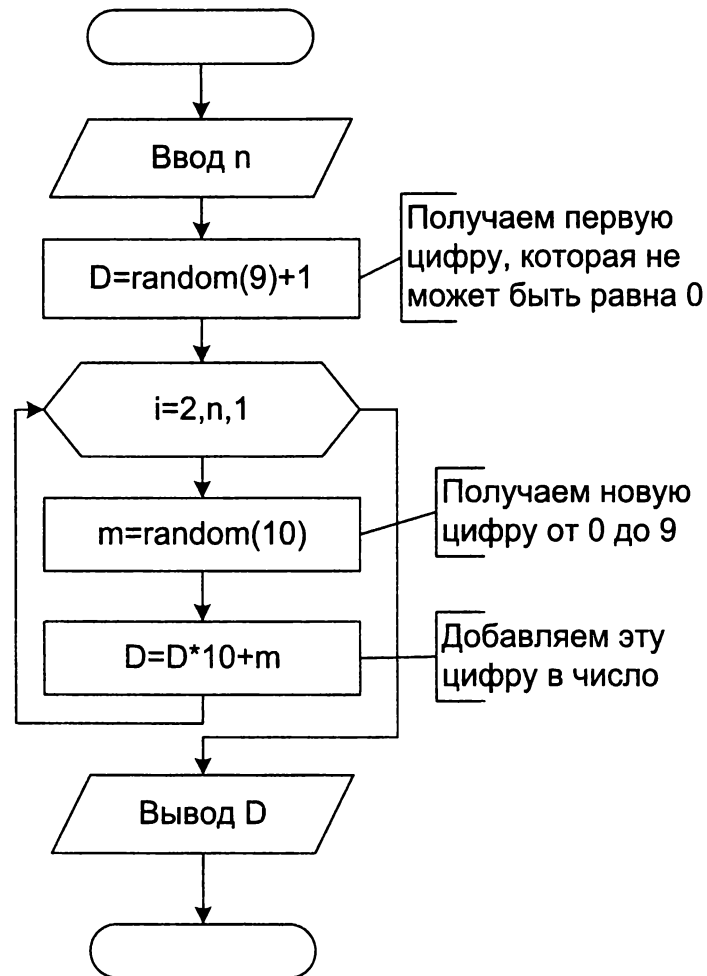 Ввод n
D=random(9)+1
Получаем первую
цифру, которая не
может быть равна 0
i=2,n,1
m=random(10)
Получаем новую
цифру от 0 до 9
D=D*10+m
Добавляем эту
цифру в число
Вывод D